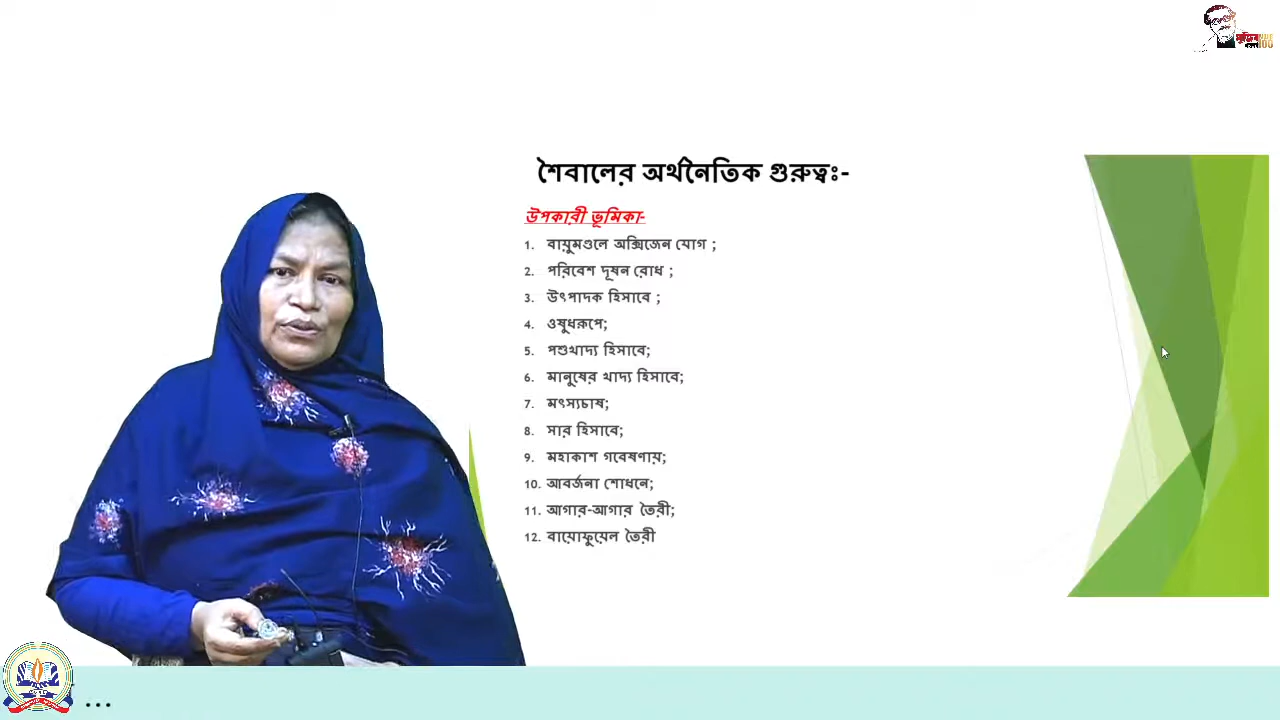 শৈবালের অর্থনৈতিক গুরুত্বঃ-
উপকারী ভূমিকা-
1. বায়ুমণ্ডলে অক্সিজেন যোগ ;
2. পরিবেশ দূষন রোধ ;
3. উৎপাদক হিসাবে ;
4. ওষুধরূপে;
5. পশুখাদ্য হিসাবে;
6. মানুষের খাদ্য হিসাবে;
7. মৎস্যচাষ;
8. সার হিসাবে;
9. মহাকাশ গবেষণায়;
10. আবর্জনা শোধনে;
11. আগার-আগার তৈরী;
12. বায়োফুয়েল তৈরী
...